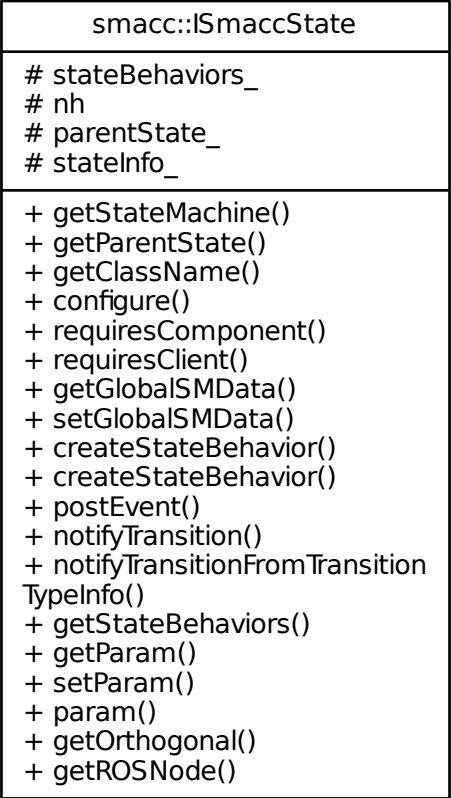 smacc::ISmaccState
# stateBehaviors_
# nh
# parentState_
# stateInfo_
+ getStateMachine()
+ getParentState()
+ getClassName()
+ configure()
+ requiresComponent()
+ requiresClient()
+ getGlobalSMData()
+ setGlobalSMData()
+ createStateBehavior()
+ createStateBehavior()
+ postEvent()
+ notifyTransition()
+ notifyTransitionFromTransition
TypeInfo()
+ getStateBehaviors()
+ getParam()
+ setParam()
+ param()
+ getOrthogonal()
+ getROSNode()